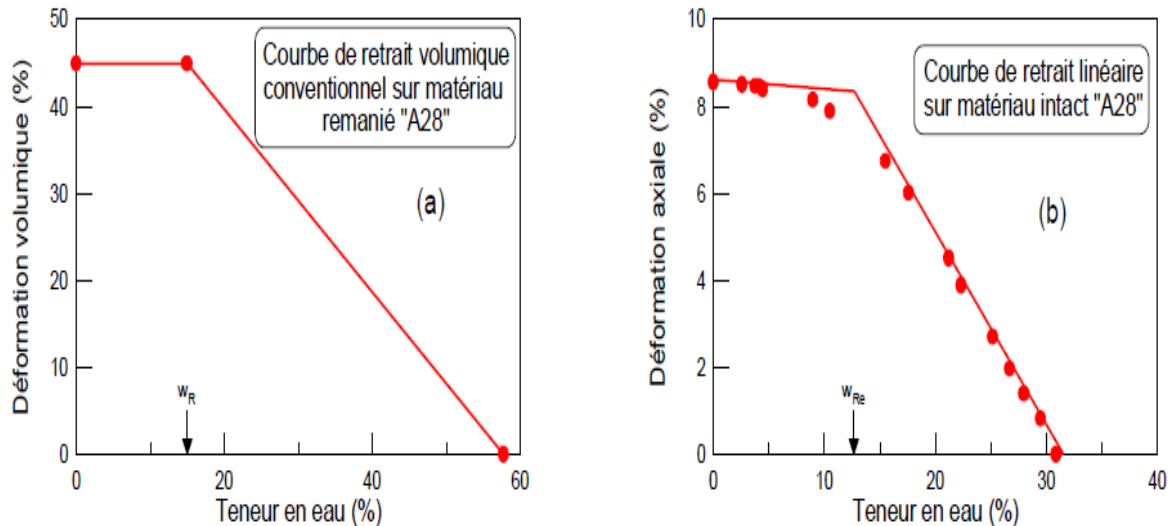 Déformation volumique (%)
50
40
30
20
10
0
Courbe de retrait volumique
conventionnel sur matériau
remanié "A28"
(a)
w_R
0
20
40
60
Teneur en eau (%)
Déformation axiale (%)
10
8
6
4
2
0
Courbe de retrait linéaire
sur matériau intact "A28"
(b)
w_Re
0
10
20
30
40
Teneur en eau (%)